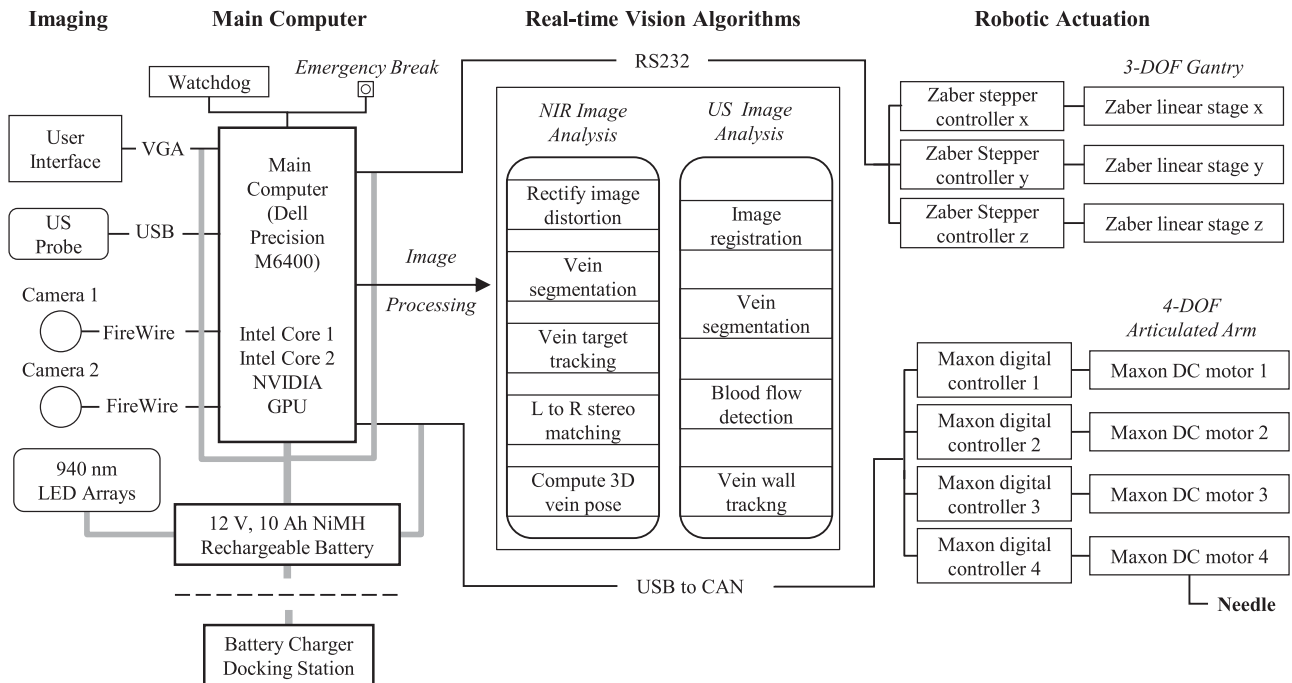 Imaging
Main Computer
Real-time Vision Algorithms
Robotic Actuation
Watchdog
Emergency Break
User
Interface
VGA
US
Probe
USB
Camera 1
FireWire
Camera 2
FireWire
940 nm
LED Arrays
Main
Computer
(Dell
Precision
M6400)
Intel Core 1
Intel Core 2
NVIDIA
GPU
12 V, 10 Ah NiMH
Rechargeable Battery
Battery Charger
Docking Station
Image
Processing
RS232
NIR Image
Analysis
Rectify image
distortion
Vein
segmentation
Vein target
tracking
L to R stereo
matching
Compute 3D
vein pose
US Image
Analysis
Image
registration
Vein
segmentation
Blood flow
detection
Vein wall
trackng
USB to CAN
3-DOF Gantry
Zaber stepper
controller x
Zaber linear stage x
Zaber Stepper
controller y
Zaber linear stage y
Zaber Stepper
controller z
Zaber linear stage z
4-DOF
Articulated Arm
Maxon digital
controller 1
Maxon DC motor 1
Maxon digital
controller 2
Maxon DC motor 2
Maxon digital
controller 3
Maxon DC motor 3
Maxon digital
controller 4
Maxon DC motor 4
Needle